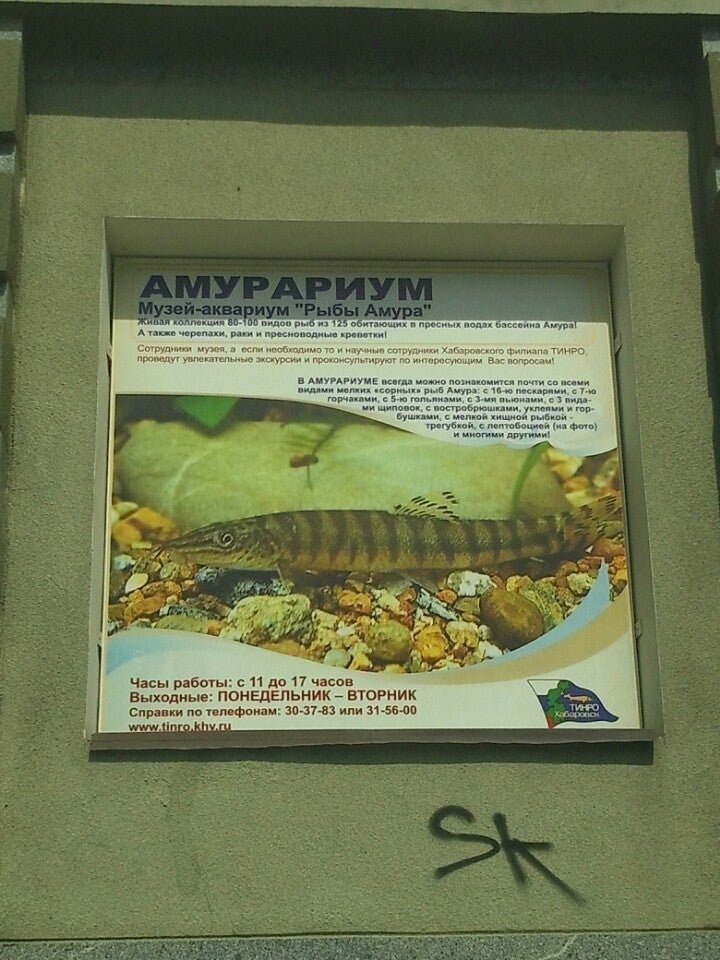 АМУРАРИУМ
Музей-аквариум "Рыбы Амура"
Живая коллекция 80-100 видов рыб из 125 обитающих в пресных водах бассейна Амура!
А также черепахи, раки и пресноводные креветки!
Сотрудники музея, а если необходимо то и научные сотрудники Хабаровского филиала ТИНРО,
проведут увлекательные экскурсии и проконсультируют по интересующим Вас вопросам!
В АМУРАРИУМЕ всегда можно познакомится почти со всеми
видами мелких «сорных» рыб Амура: с 16-ю пескарями, с 7-ю
горчаками, с 5-ю гольянами, с 3-мя вьюнами, с 3 вида-
ми щиповок, с востробрюшками, уклеями и гор-
бушками, с мелкой хищной рыбкой -
трегубкой, с лептобоцией (на фото)
и многими другими!
Часы работы: с 11 до 17 часов
Выходные: ПОНЕДЕЛЬНИК – ВТОРНИК
Справки по телефонам: 30-37-83 или 31-56-00
www.tinro.khv.ru
ТИНРО
Хабаровск
SK